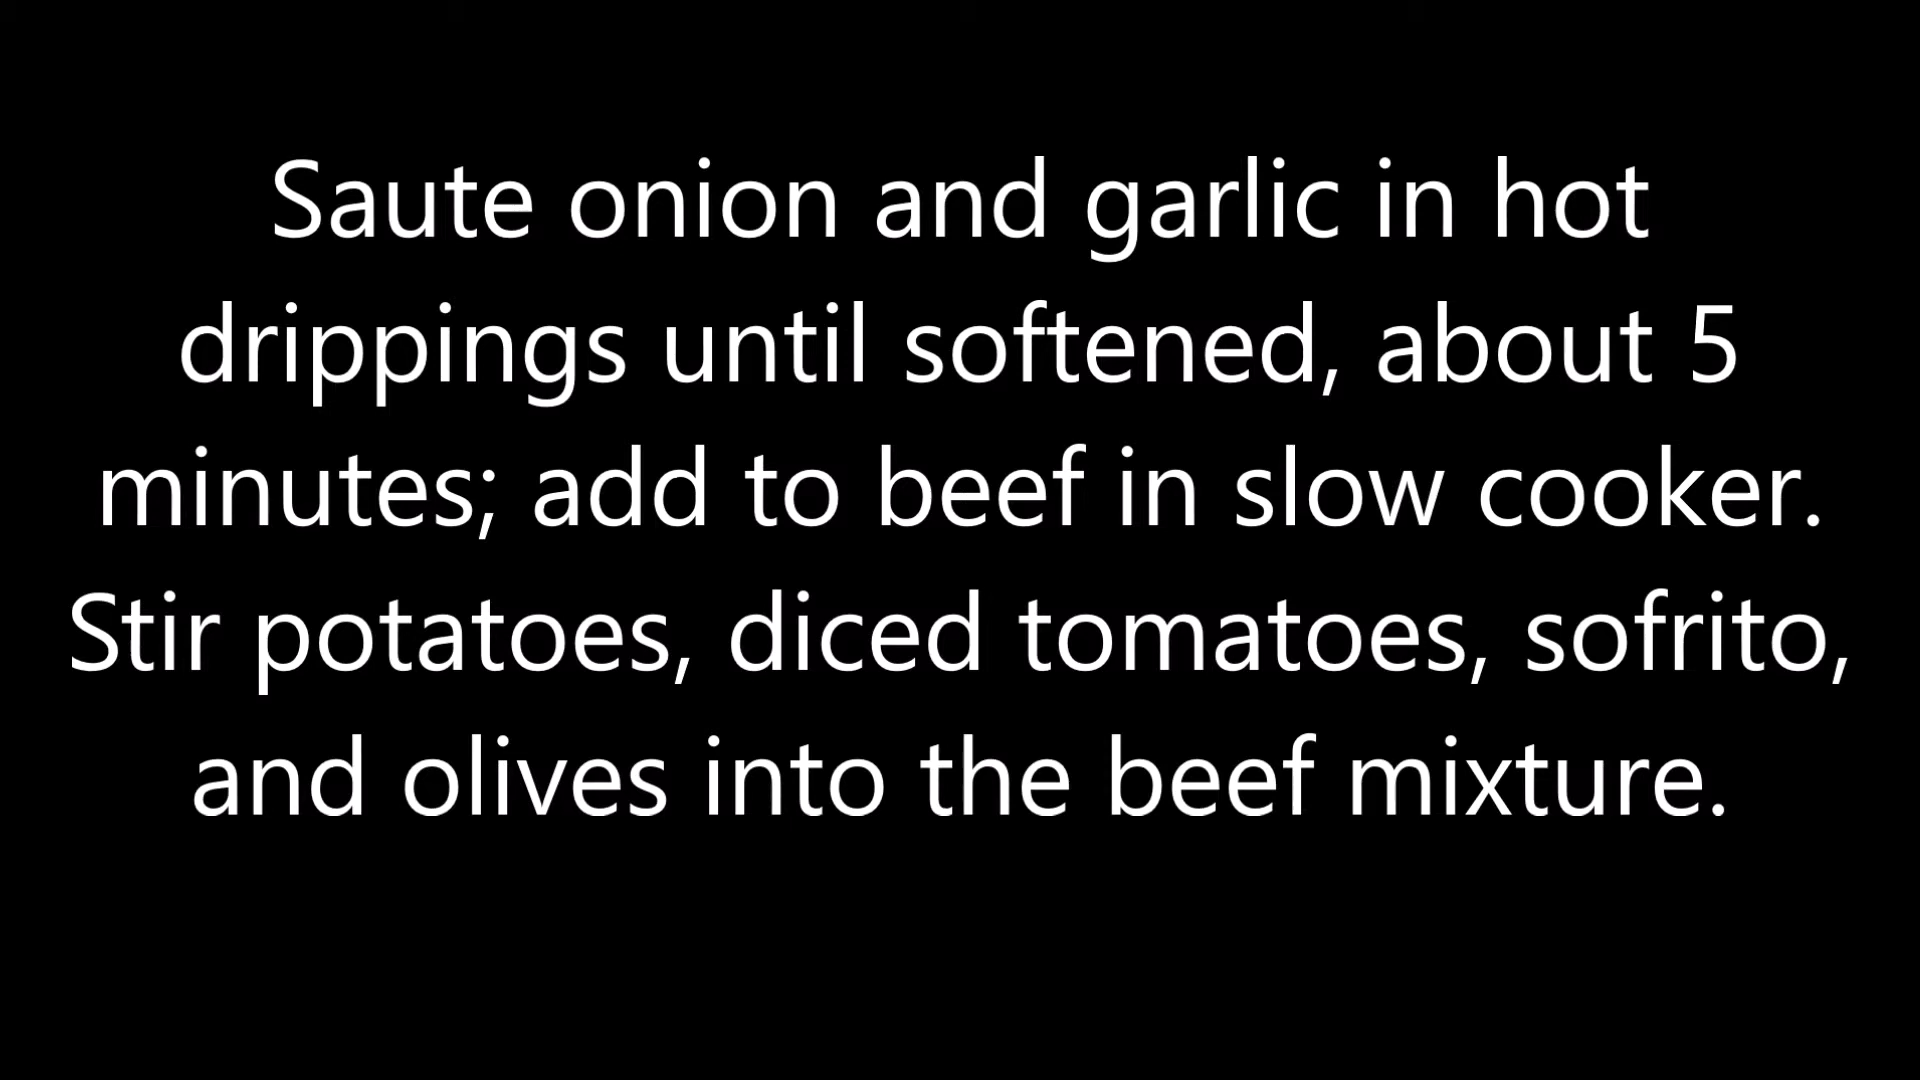 Saute onion and garlic in hot
drippings until softened, about 5
minutes; add to beef in slow cooker.
Stir potatoes, diced tomatoes, sofrito,
and olives into the beef mixture.